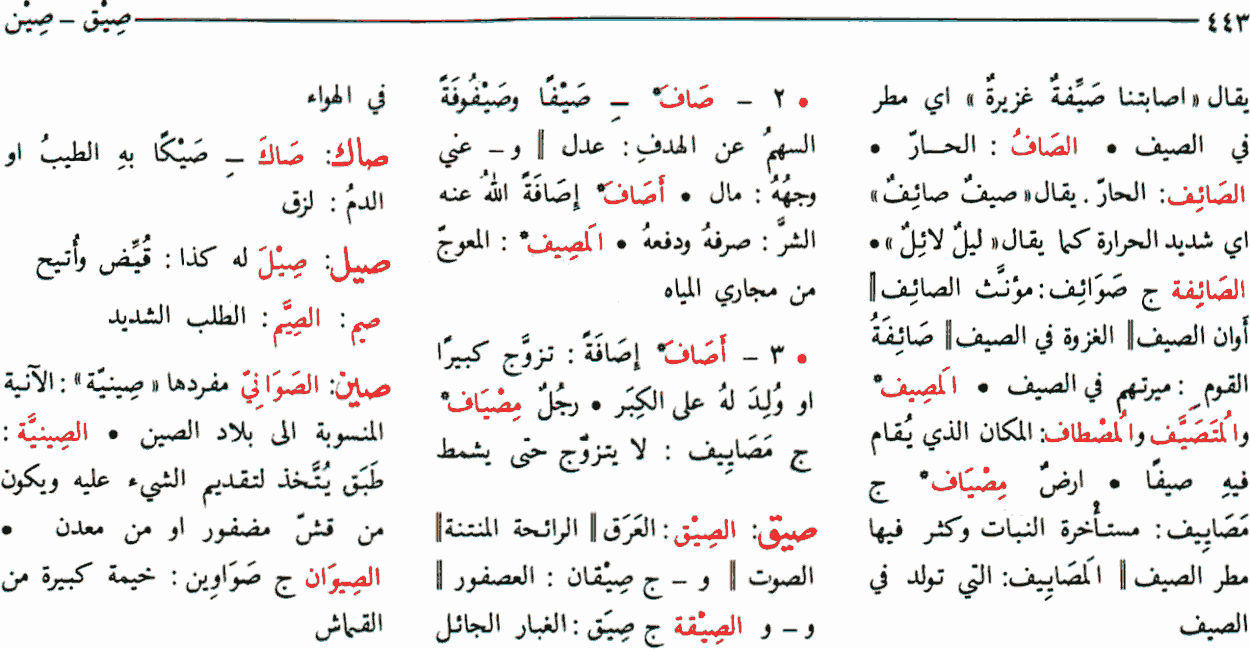 ٤٤٣ صِيْق – صِيْن
يقال « اصابتنا صَيِّفةٌ غزيرةٌ » اي مطر
في الصيف • الصَافُ : الحـارّ •
الصَائِف: الحارّ . يقال « صيفٌ صائِفٌ »
اي شديد الحرارة كما يقال « ليلٌ لائِلٌ » •
الصَائِفة ج صَوَائِف : مؤنَّث الصائِف ‖
أَوان الصيف ‖ الغزوة في الصيف ‖ صَائِفَةُ
القوم : ميرتهم في الصيف • المَصِيف*
والمُتَصَيَّف والمُصْطاف: المكان الذي يُقام
فيهِ صيفًا • ارضٌ مِصْيَاف* ج
مَصَايِيف : مستأْخرة النبات وكثر فيها
مطر الصيف ‖ المَصَايِيف : التي تولد في
الصيف
• ٢ – صَافَ* ـِ صَيْفًا وصَيْفُوفَةً
السهمُ عن الهدفِ : عدل ‖ و – عني
وجهُهُ : مال • أَصَافَ* إِصَافَةً اللهُ عنه
الشرَّ : صرفهُ ودفعهُ • المَصِيف* : المعوجّ
من مجاري المياه
• ٣ – أَصَافَ* إِصَافَةً : تزوَّج كبيرًا
او وُلِدَ لهُ على الكِبَر • رجُلٌ مِصْيَاف*
ج مَصَايِيف : لا يتزوَّج حتى يشمط
صيق: الصِيْق : العَرَق ‖ الرائحة المنتنة ‖
الصوت ‖ و – ج صِيْقان : العصفور ‖
و – و الصِيْقة ج صِيَق : الغبار الجائل
في الهواء
صاك: صَاكَ ـِ صَيْكًا بهِ الطيبُ او
الدمُ : لزق
صيل: صِيْلَ له كذا : قُيِّض وأُتيح
صيم: الصِيَّم : الطلب الشديد
صين: الصَوَانِيّ مفردها « صِينيّة » : الآنية
المنسوبة الى بلاد الصين • الصِينيَّة :
طَبَق يُتَّخذ لتقديم الشيء عليه ويكون
من قشّ مضفور او من معدن •
الصِيوَان ج صَوَاوِين : خيمة كبيرة من
القماش